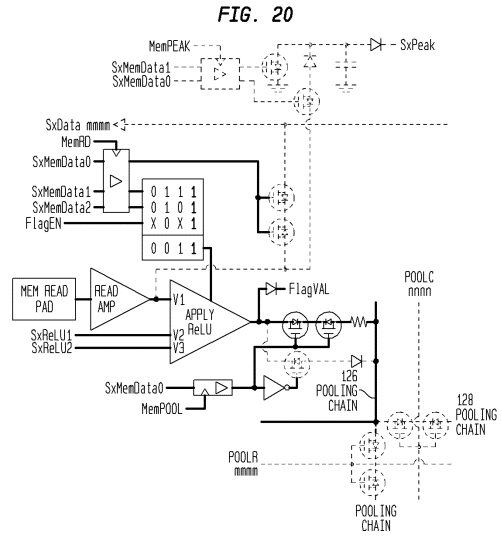 FIG. 20
MemPEAK
SxPeak
SxMemData1
SxMemData0
SxData mmmm
MemRD
SxMemData0
SxMemData1
SxMemData2
FlagEN
0 1 1 1
0 1 0 1
X 0 X 1
0 0 1 1
MEM READ
PAD
READ
AMP
V1
V2
V3
APPLY
ReLU
FlagVAL
SxReLU1
SxReLU2
SxMemData0
MemPOOL
126
POOLING
CHAIN
POOLC
nnnn
128
POOLING
CHAIN
POOLR
mmmm
POOLING
CHAIN